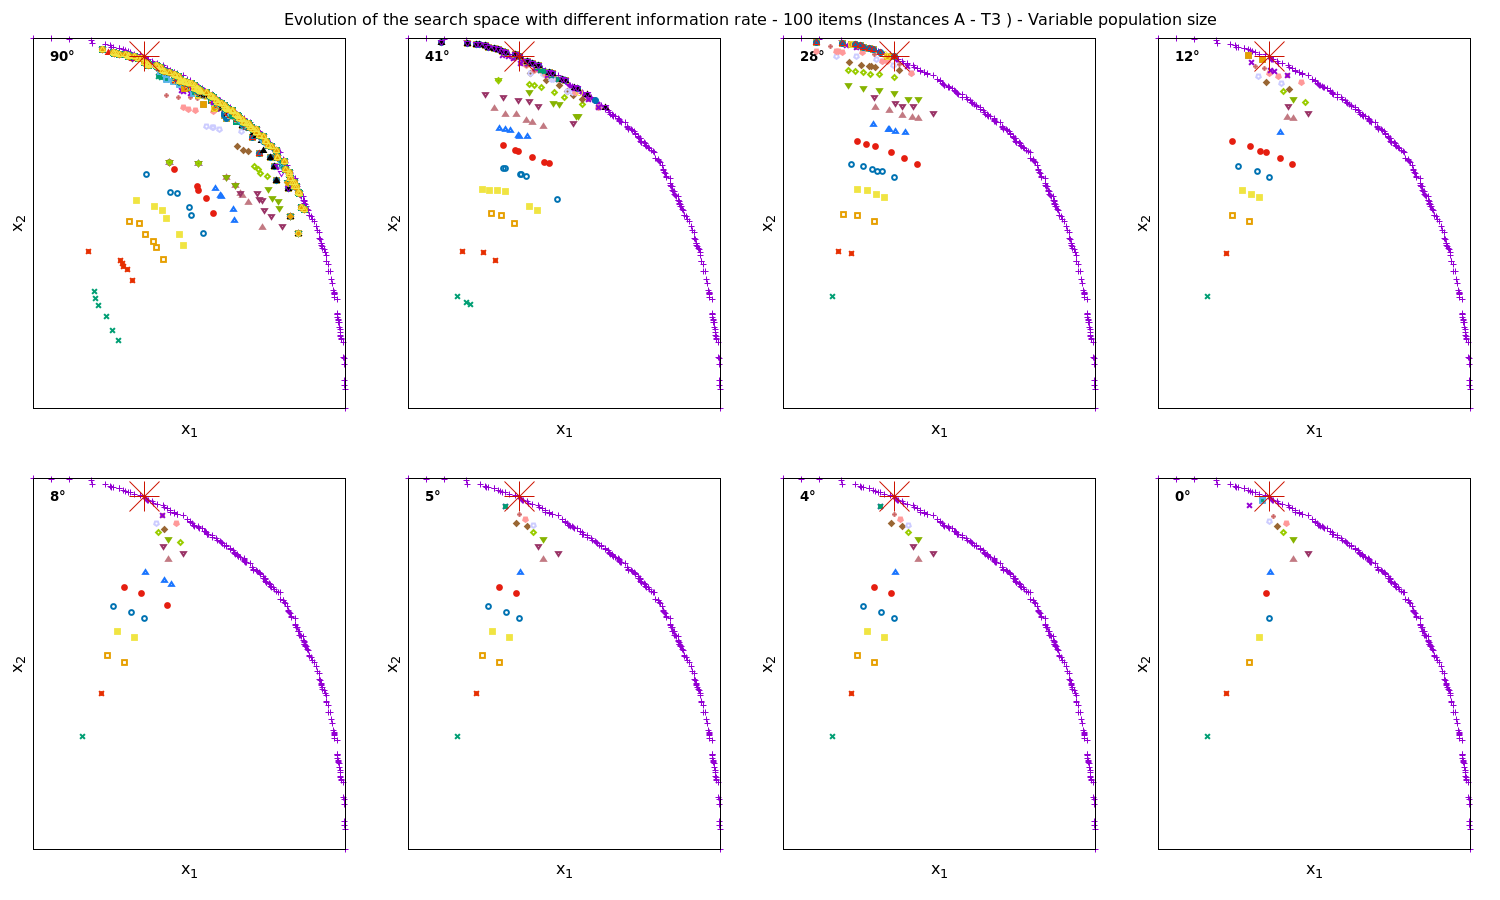 Evolution of the search space with different information rate - 100 items (Instances A - T3 ) - Variable population size
90°
41°
28°
12°
x2
x2
x2
x2
x1
x1
x1
x1
8°
5°
4°
0°
x2
x2
x2
x2
x1
x1
x1
x1